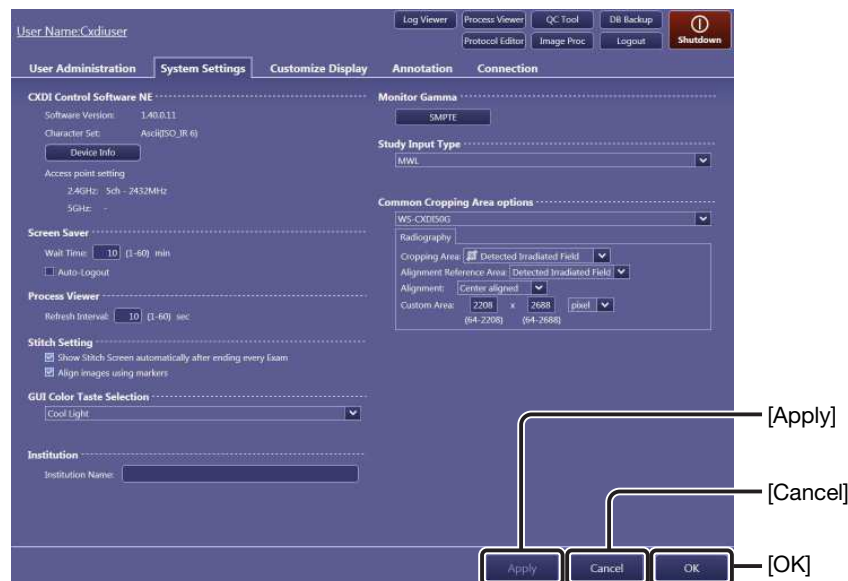 User Name:Cxdiuser
Log Viewer
Process Viewer
QC Tool
DB Backup
Shutdown
Protocol Editor
Image Proc
Logout
User Administration
System Settings
Customize Display
Annotation
Connection
CXDI Control Software NE
Software Version: 1.40.0.11
Character Set: Ascii(ISO_IR 6)
Device Info
Access point setting
2.4GHz: 5ch - 2432MHz
5GHz: -
Screen Saver
Wait Time: 10 (1-60) min
Auto-Logout
Process Viewer
Refresh Interval: 10 (1-60) sec
Stitch Setting
Show Stitch Screen automatically after ending every Exam
Align images using markers
GUI Color Taste Selection
Cool Light
Institution
Institution Name:
Monitor Gamma
SMPTE
Study Input Type
MWL
Common Cropping Area options
WS-CXDI50G
Radiography
Cropping Area: Detected Irradiated Field
Alignment Reference Area: Detected Irradiated Field
Alignment: Center aligned
Custom Area: 2208 x 2688 pixel
(64-2208) (64-2688)
Apply
Cancel
OK
[Apply]
[Cancel]
[OK]